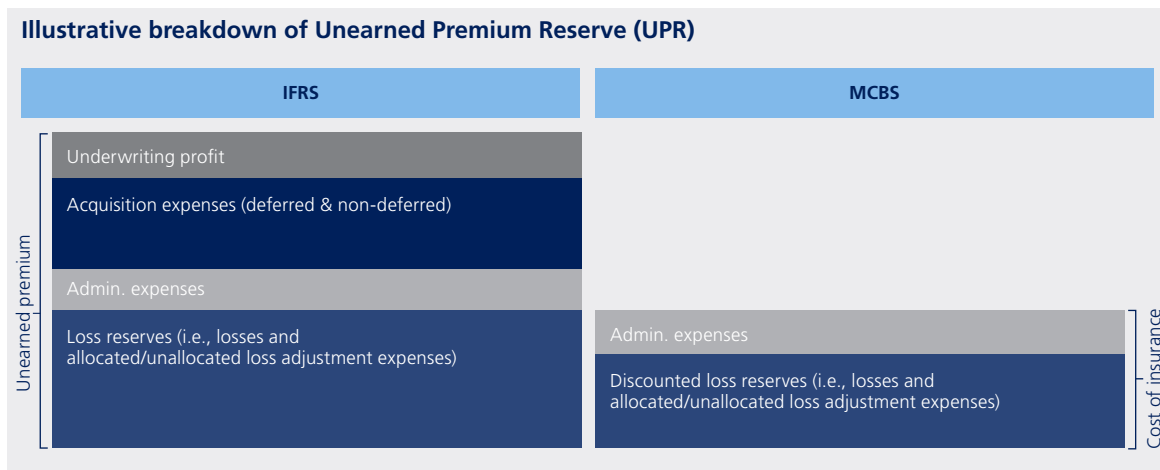 Illustrative breakdown of Unearned Premium Reserve (UPR)
IFRS
MCBS
Unearned premium
Underwriting profit
Acquisition expenses (deferred & non-deferred)
Admin. expenses
Loss reserves (i.e., losses and
allocated/unallocated loss adjustment expenses)
Admin. expenses
Discounted loss reserves (i.e., losses and
allocated/unallocated loss adjustment expenses)
Cost of insurance